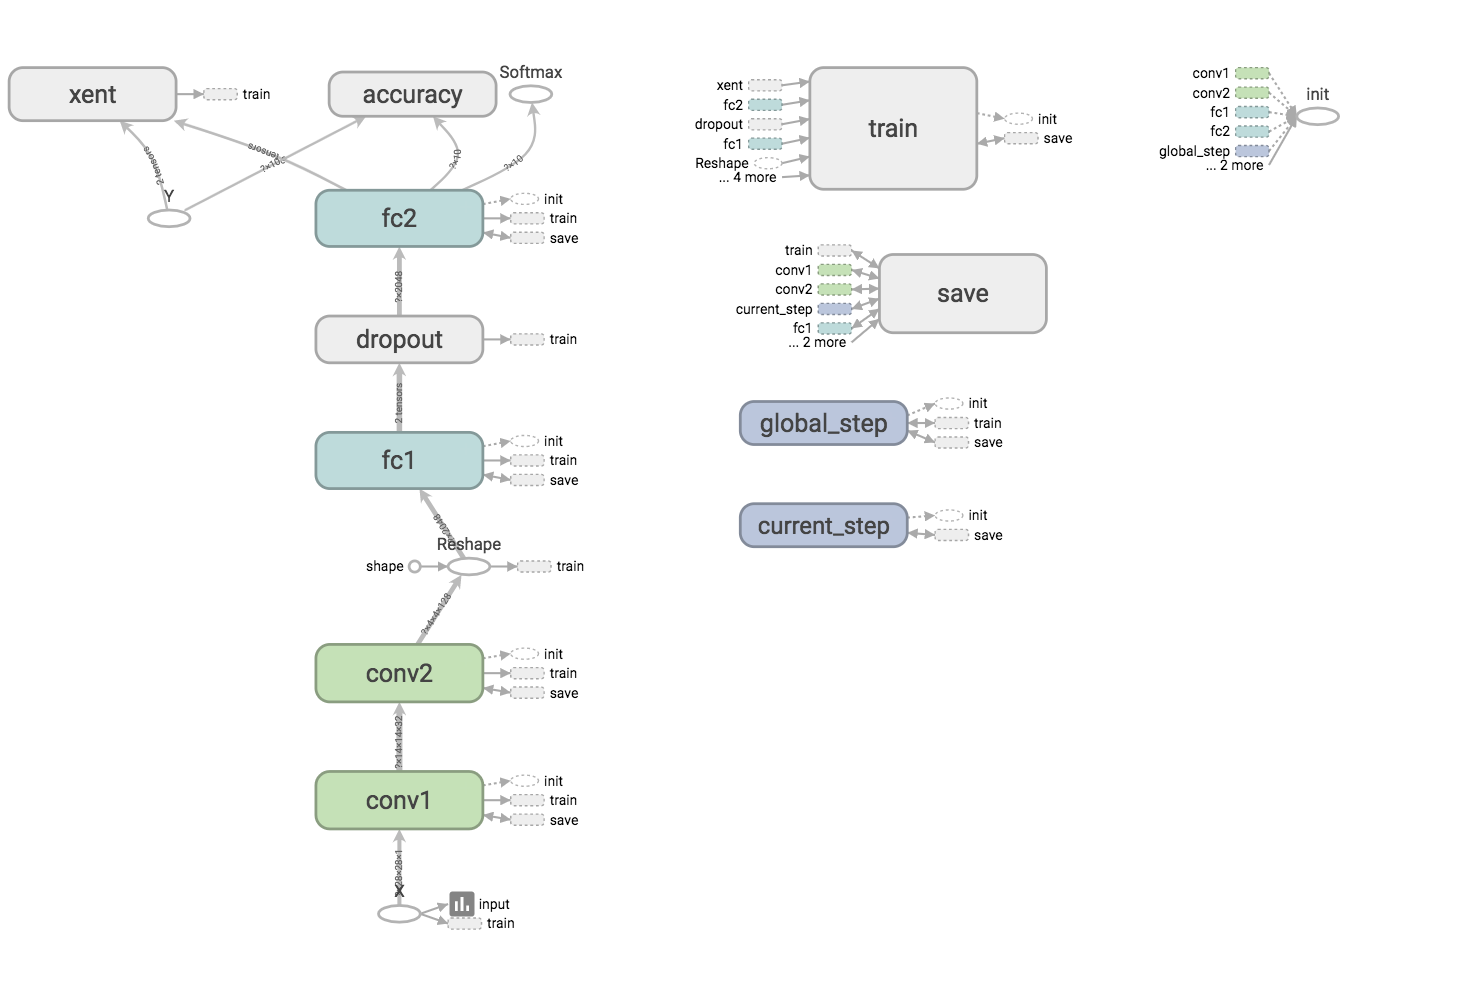 xent
train
accuracy
Softmax
2 tensors
tensors
?×10
?×10
?×10
Y
fc2
init
train
save
?×2048
dropout
train
2 tensors
fc1
init
train
save
?×2048
Reshape
shape
train
?×4×4×128
conv2
init
train
save
?×14×14×32
conv1
init
train
save
28×28×1
X
input
train
xent
fc2
dropout
fc1
Reshape
... 4 more
train
init
save
conv1
conv2
fc1
fc2
global_step
... 2 more
init
train
conv1
conv2
current_step
fc1
... 2 more
save
global_step
init
train
save
current_step
init
save